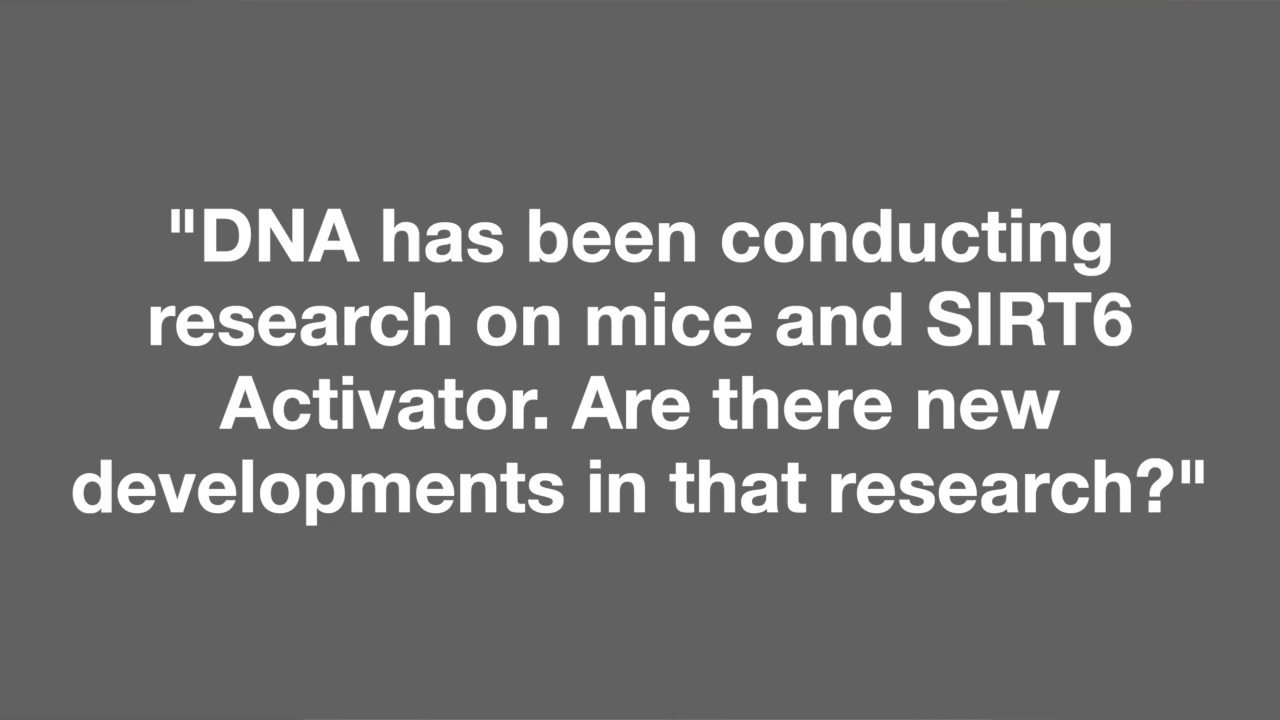 "DNA has been conducting
research on mice and SIRT6
Activator. Are there new
developments in that research?"